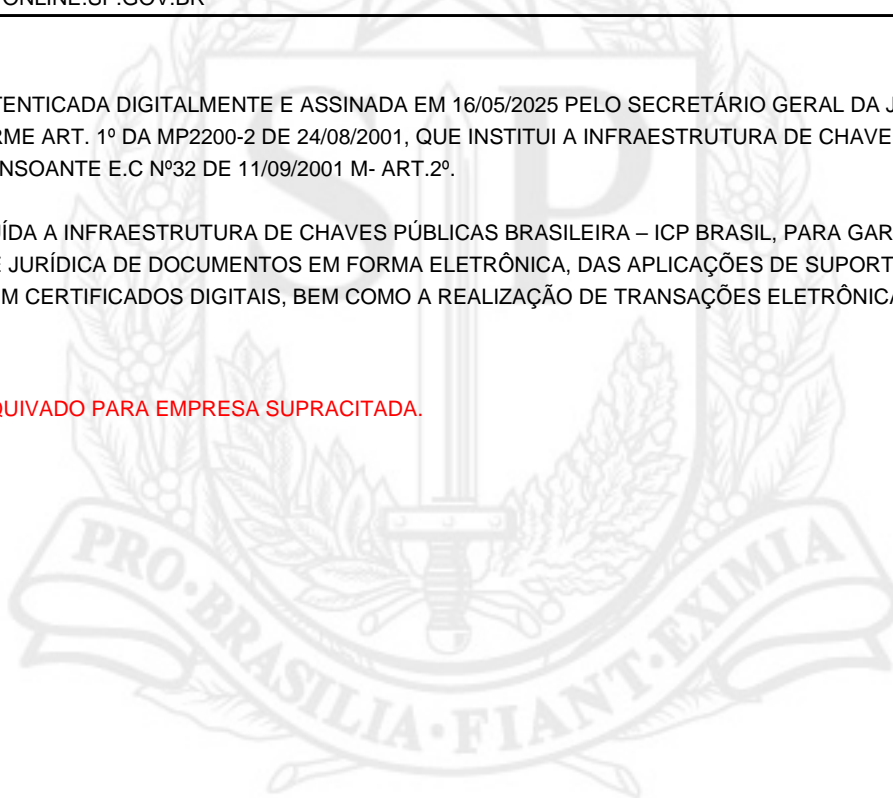 ONLINE.SP.GOV.BR
TENTICADA DIGITALMENTE E ASSINADA EM 16/05/2025 PELO SECRETÁRIO GERAL DA J
RME ART. 1º DA MP2200-2 DE 24/08/2001, QUE INSTITUI A INFRAESTRUTURA DE CHAVE
NSOANTE E.C Nº32 DE 11/09/2001 M- ART.2º.
UÍDA A INFRAESTRUTURA DE CHAVES PÚBLICAS BRASILEIRA – ICP BRASIL, PARA GAR
E JURÍDICA DE DOCUMENTOS EM FORMA ELETRÔNICA, DAS APLICAÇÕES DE SUPORT
M CERTIFICADOS DIGITAIS, BEM COMO A REALIZAÇÃO DE TRANSAÇÕES ELETRÔNICA
QUIVADO PARA EMPRESA SUPRACITADA.
SP
PRO·BRASILIA·FIANT·EXIMIA